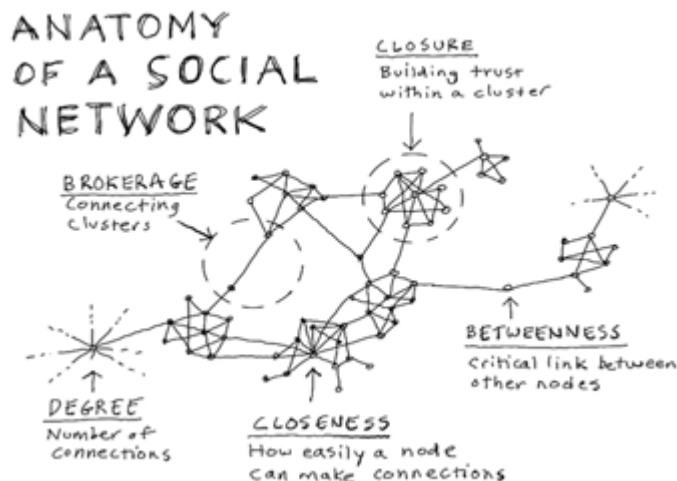 ANATOMY
OF A SOCIAL
NETWORK
CLOSURE
Building trust
within a cluster
BROKERAGE
Connecting
clusters
BETWEENNESS
Critical link between
other nodes
DEGREE
Number of
connections
CLOSENESS
How easily a node
can make connections